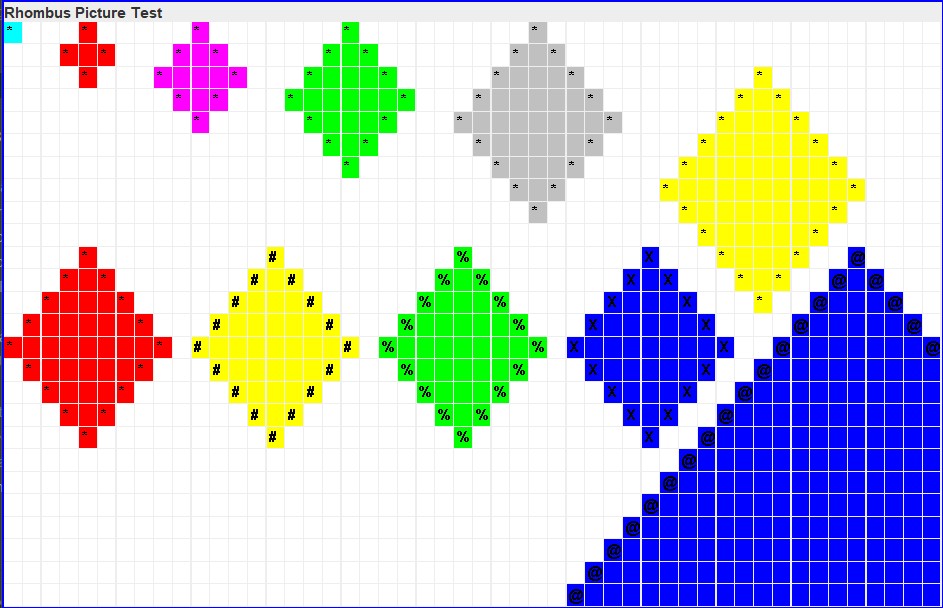 Rhombus Picture Test
* * * * *
* * * * * * * *
* * * * * * * *
* * * * * * * *
* * * * * * *
* * * * * *
* * * * *
* * * *
* * *
* *
* # % X * * @
* * # # % % X X * * @ @
* * # # % % X X * @ @
* * # # % % X X @ @
* * # # % % X X @ @
* * # # % % X X @
* * # # % % X X @
* * # # % % X X @
* # % X @
@
@
@
@
@
@
@